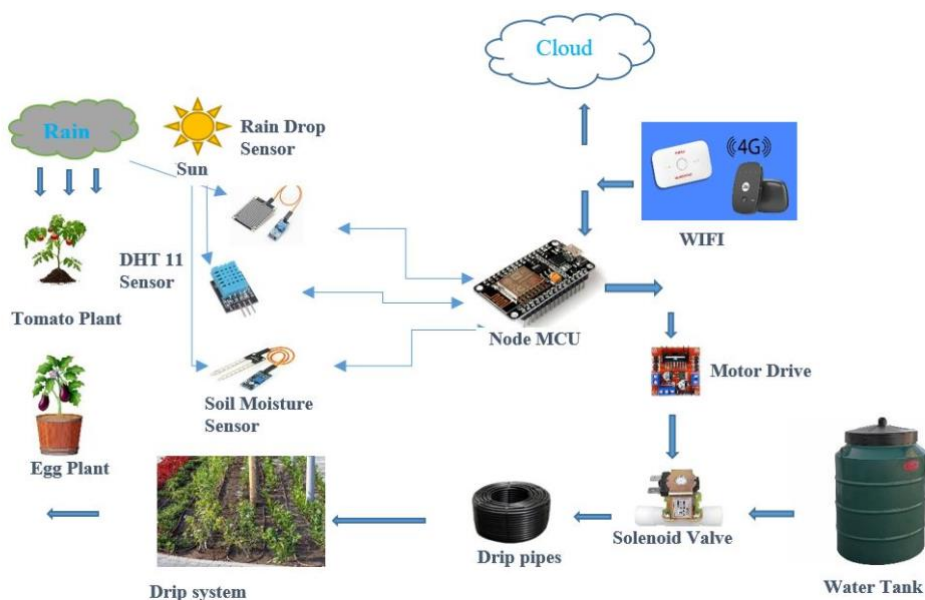 Cloud
Rain
Sun
Rain Drop
Sensor
4G
WIFI
DHT 11
Sensor
Tomato Plant
Node MCU
Motor Drive
Soil Moisture
Sensor
Egg Plant
Drip system
Drip pipes
Solenoid Valve
Water Tank